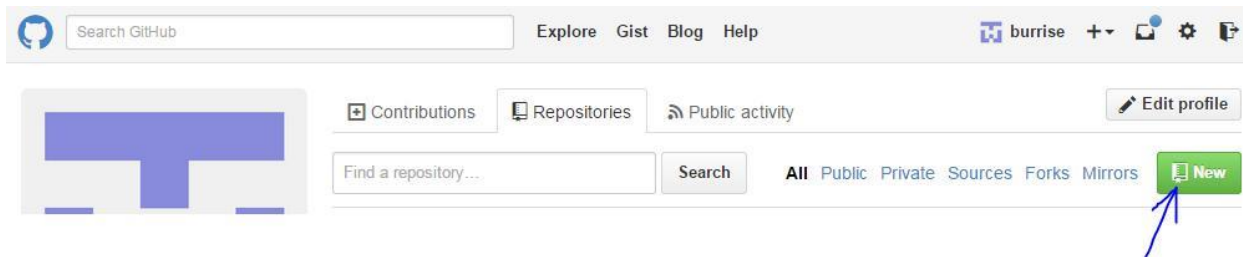 Search GitHub Explore Gist Blog Help burrise
Contributions Repositories Public activity Edit profile
Find a repository... Search All Public Private Sources Forks Mirrors New